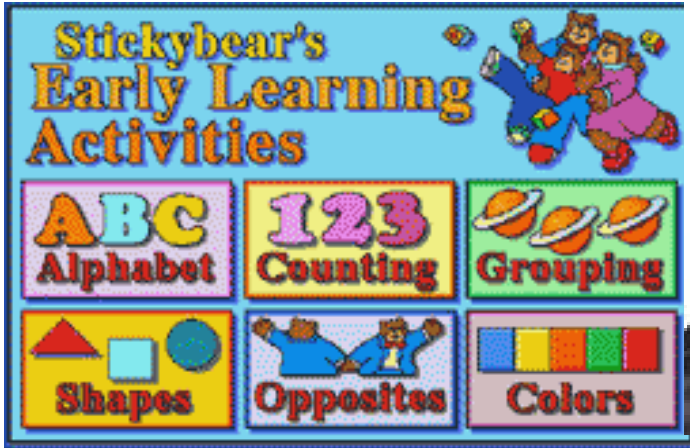 Stickybear's
Early Learning
Activities
ABC
Alphabet
123
Counting
Grouping
Shapes
Opposites
Colors